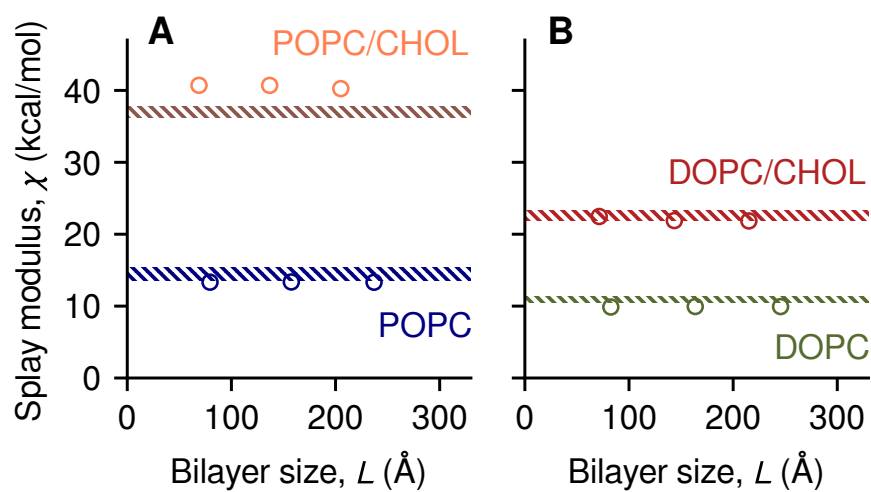 A
B
POPC/CHOL
DOPC/CHOL
POPC
DOPC
Splay modulus, χ (kcal/mol)
40
30
20
10
0
0 100 200 300
0 100 200 300
Bilayer size, L (Å)
Bilayer size, L (Å)